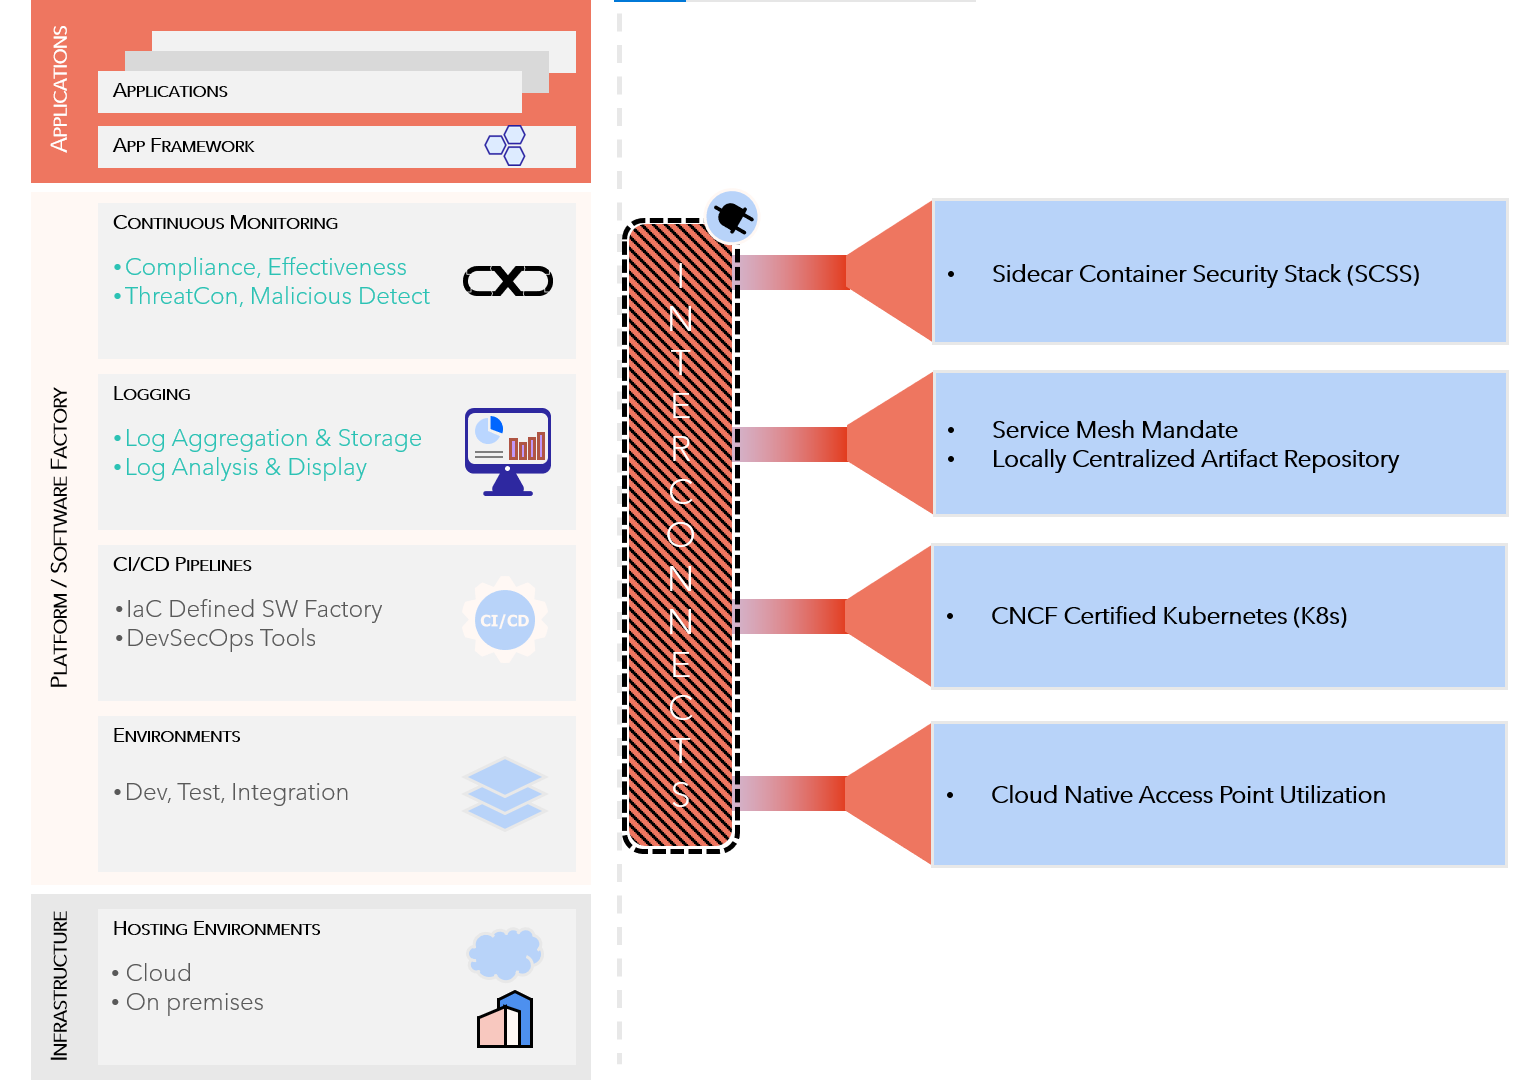 APPLICATIONS
APPLICATIONS
APP FRAMEWORK
PLATFORM / SOFTWARE FACTORY
CONTINUOUS MONITORING
• Compliance, Effectiveness
• ThreatCon, Malicious Detect
LOGGING
• Log Aggregation & Storage
• Log Analysis & Display
CI/CD PIPELINES
• IaC Defined SW Factory
• DevSecOps Tools
CI/CD
ENVIRONMENTS
• Dev, Test, Integration
INFRASTRUCTURE
HOSTING ENVIRONMENTS
• Cloud
• On premises
INTERCONNECTS
• Sidecar Container Security Stack (SCSS)
• Service Mesh Mandate
• Locally Centralized Artifact Repository
• CNCF Certified Kubernetes (K8s)
• Cloud Native Access Point Utilization